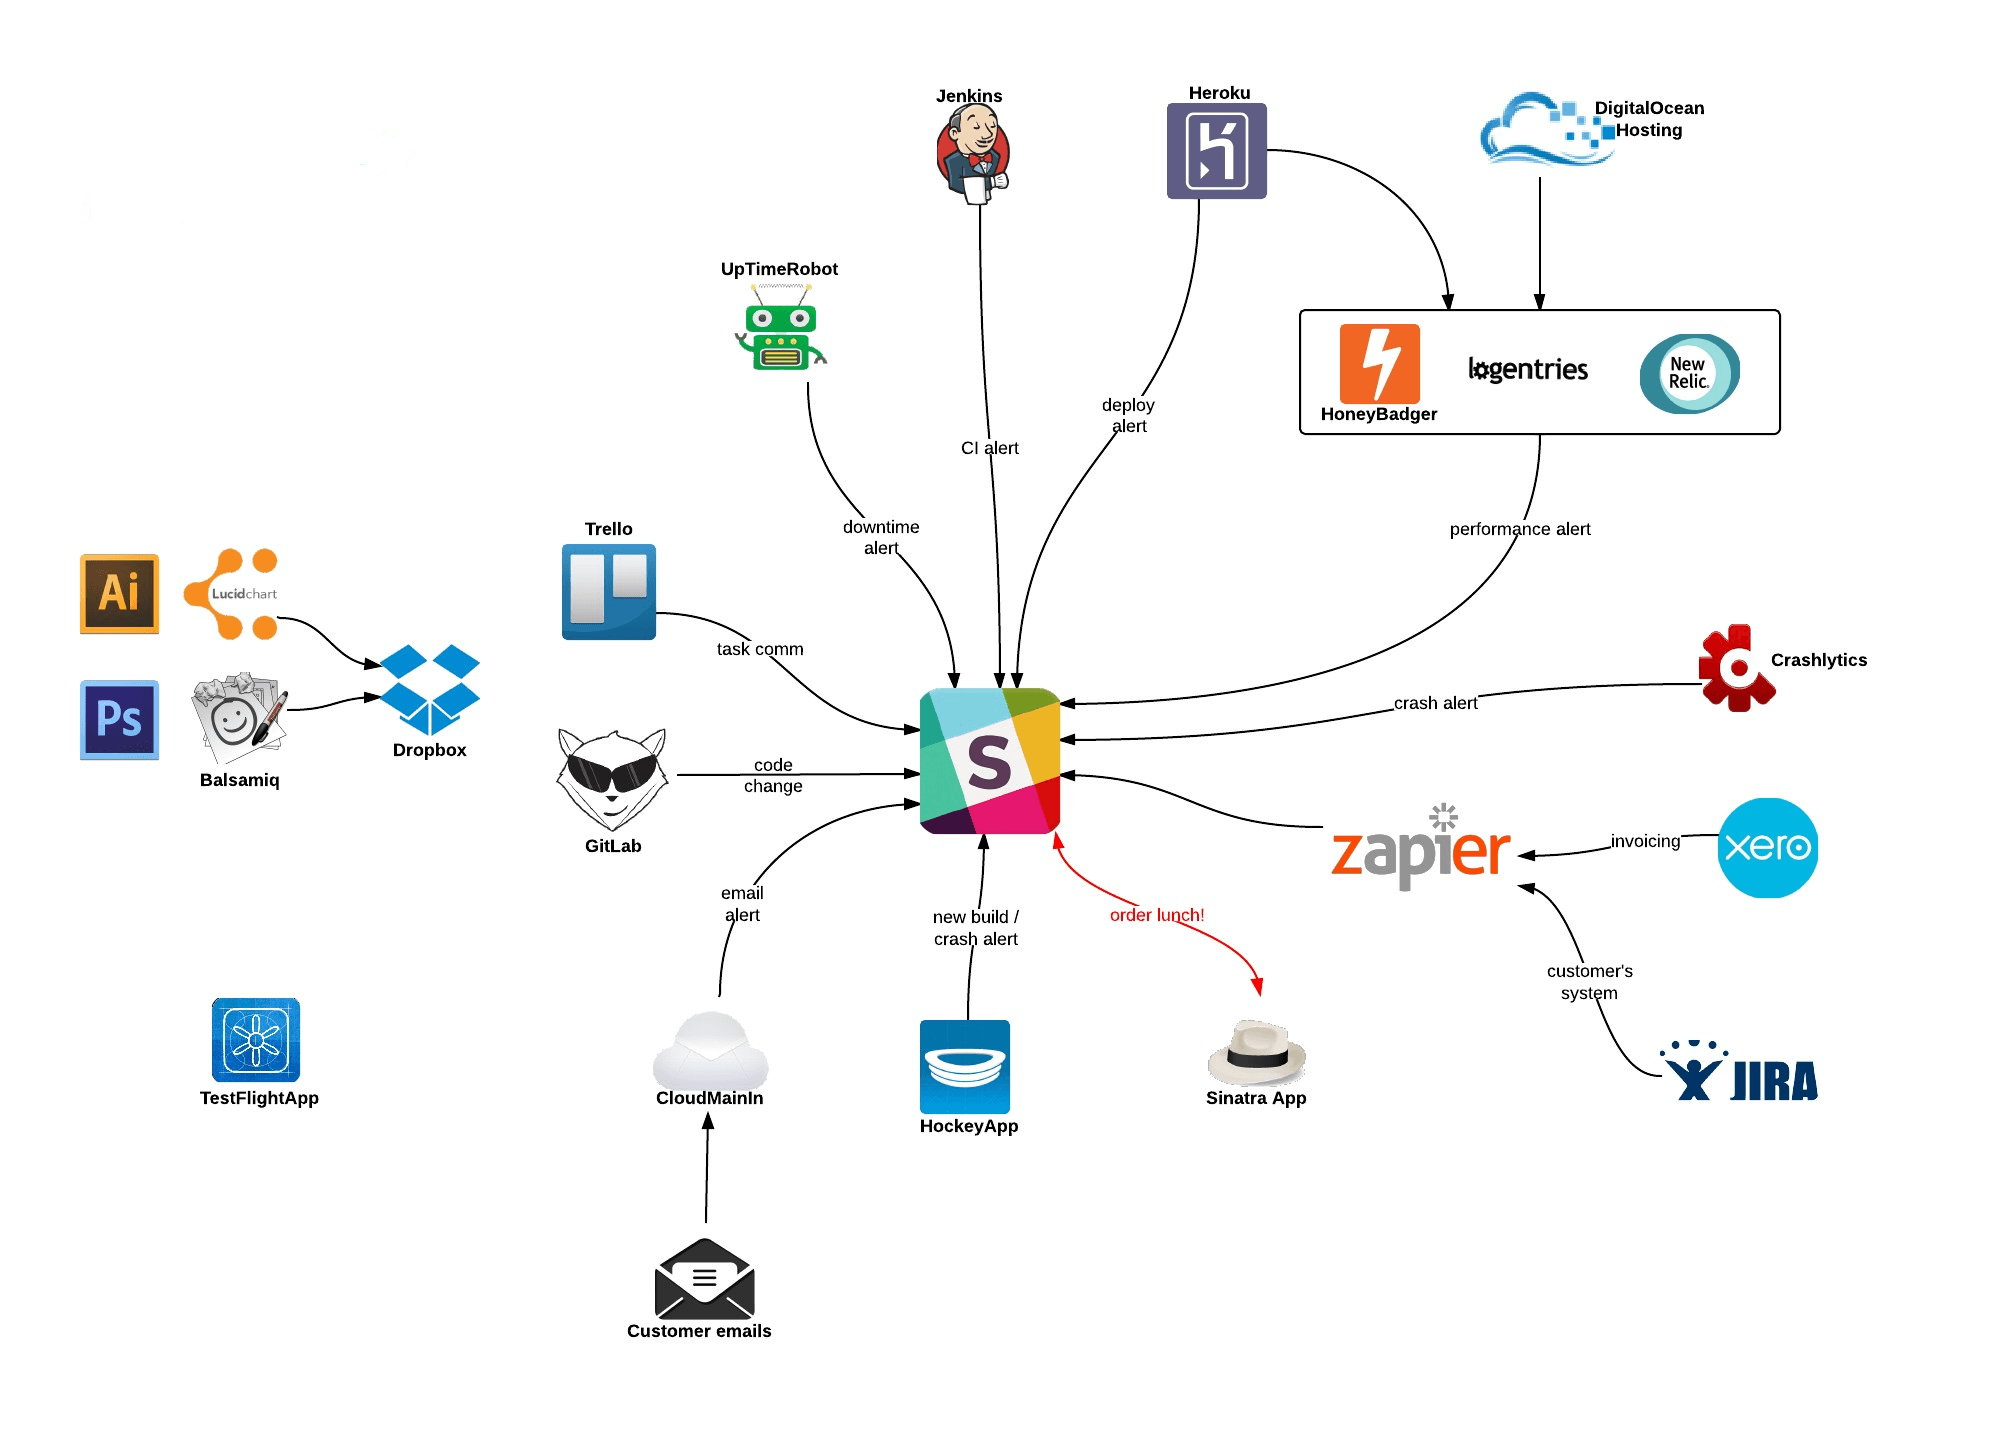 Jenkins
Heroku
DigitalOcean
Hosting
UpTimeRobot
HoneyBadger
logentries
New
Relic.
deploy
alert
CI alert
downtime
alert
performance alert
Trello
Ai
Lucidchart
task comm
Crashlytics
crash alert
Ps
Balsamiq
Dropbox
S
GitLab
code
change
zapier
invoicing
xero
email
alert
new build /
crash alert
order lunch!
customer's
system
TestFlightApp
CloudMainIn
HockeyApp
Sinatra App
JIRA
Customer emails